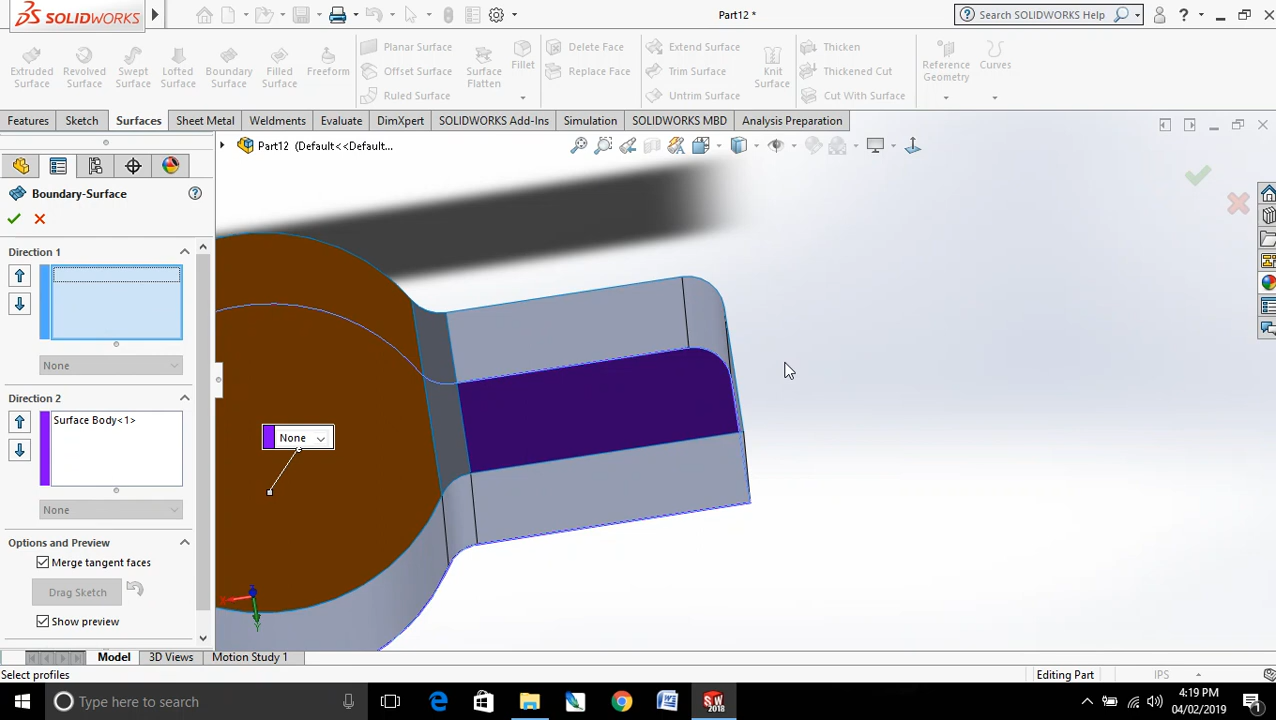 SOLIDWORKS
Part12 *
Search SOLIDWORKS Help
?
Extruded Surface
Revolved Surface
Swept Surface
Lofted Surface
Boundary Surface
Filled Surface
Freeform
Planar Surface
Offset Surface
Ruled Surface
Surface Flatten
Fillet
Delete Face
Replace Face
Extend Surface
Trim Surface
Untrim Surface
Knit Surface
Thicken
Thickened Cut
Cut With Surface
Reference Geometry
Curves
Features
Sketch
Surfaces
Sheet Metal
Weldments
Evaluate
DimXpert
SOLIDWORKS Add-Ins
Simulation
SOLIDWORKS MBD
Analysis Preparation
Part12 (Default<<Default...
Boundary-Surface
?
Direction 1
None
Direction 2
Surface Body<1>
None
Options and Preview
Merge tangent faces
Drag Sketch
Show preview
None
X
Y
Model
3D Views
Motion Study 1
Select profiles
Editing Part
IPS
Type here to search
SW
2018
4:19 PM
04/02/2019
1